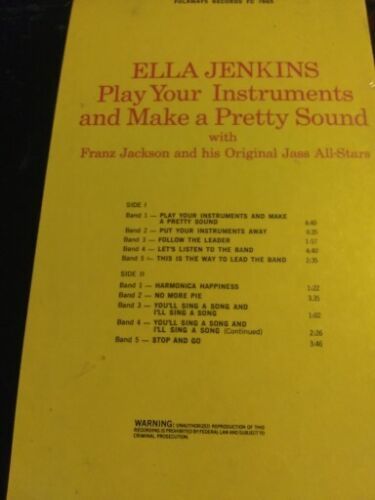 FOLKWAYS RECORDS FC 7665
ELLA JENKINS
Play Your Instruments
and Make a Pretty Sound
with
Franz Jackson and his Original Jass All-Stars
SIDE I
Band 1 — PLAY YOUR INSTRUMENTS AND MAKE
A PRETTY SOUND 4:40
Band 2 — PUT YOUR INSTRUMENTS AWAY 4:35
Band 3 — FOLLOW THE LEADER 1:57
Band 4 — LET'S LISTEN TO THE BAND 4:40
Band 5 — THIS IS THE WAY TO LEAD THE BAND 2:35
SIDE II
Band 1 — HARMONICA HAPPINESS 1:22
Band 2 — NO MORE PIE 3.35
Band 3 — YOU'LL SING A SONG AND
I'LL SING A SONG 1:02
Band 4 — YOU'LL SING A SONG AND
I'LL SING A SONG (Continued) 2:26
Band 5 — STOP AND GO 3:46
WARNING: UNAUTHORIZED REPRODUCTION OF THIS
RECORDING IS PROHIBITED BY FEDERAL LAW AND SUBJECT TO
CRIMINAL PROSECUTION.